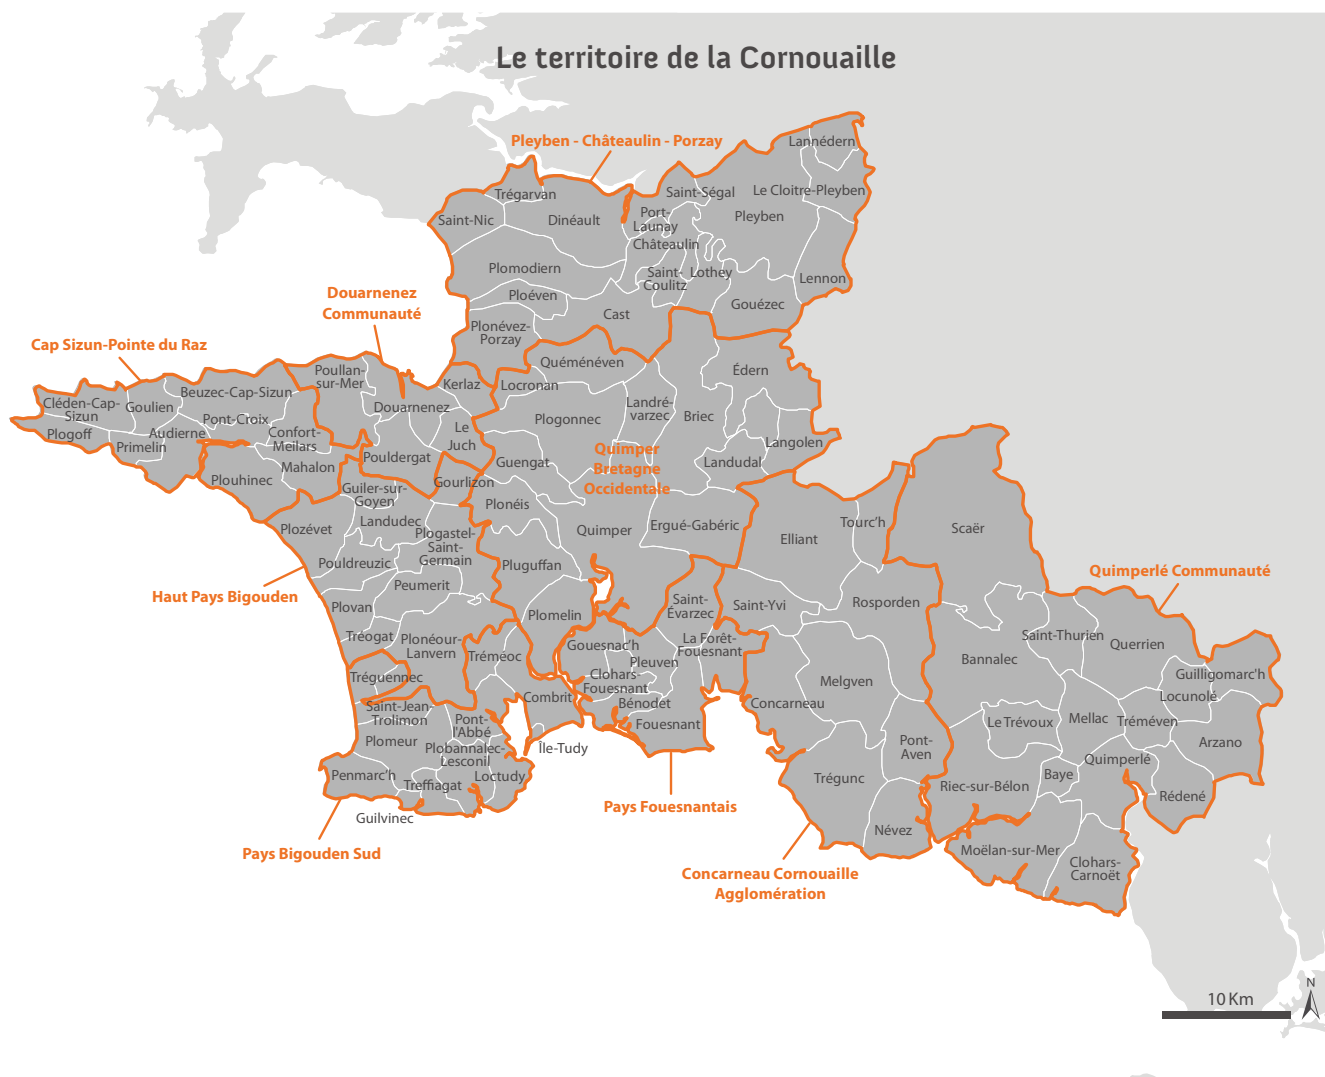 Le territoire de la Cornouaille
Pleyben - Châteaulin - Porzay
Lannédern
Trégarvan
Saint-Ségal
Le Cloitre-Pleyben
Saint-Nic
Dinéault
Port-
Launay
Pleyben
Châteaulin
Plomodiern
Saint-
Coulitz
Lothey
Lennon
Ploéven
Gouézec
Cast
Plonévez-
Porzay
Douarnenez
Communauté
Cap Sizun-Pointe du Raz
Quéménéven
Édern
Poullan-
sur-Mer
Kerlaz
Locronan
Beuzec-Cap-Sizun
Cléden-Cap-
Sizun
Goulien
Douarnenez
Landré-
varzec
Briec
Plogonnec
Pont-Croix
Plogoff
Audierne
Confort-
Meilars
Le
Juch
Primelin
Langolen
Quimper
Bretagne
Occidentale
Mahalon
Pouldergat
Guengat
Landudal
Plouhinec
Gourlizon
Guiler-sur-
Goyen
Plonéis
Plozévet
Landudec
Plogastel-
Saint-
Germain
Quimper
Ergué-Gabéric
Elliant
Tourc'h
Scaër
Pouldreuzic
Pluguffan
Peumerit
Haut Pays Bigouden
Quimperlé Communauté
Plovan
Plomelin
Saint-
Évarzec
Saint-Yvi
Rosporden
Tréogat
Plonéour-
Lanvern
Tréméoc
Gouesnac'h
La Forêt-
Fouesnant
Saint-Thurien
Querrien
Bannalec
Pleuven
Tréguennec
Clohars-
Fouesnant
Melgven
Guilligomarc'h
Combrit
Bénodet
Concarneau
Locunolé
Saint-Jean-
Trolimon
Pont-
l'Abbé
Fouesnant
Le Trévoux
Mellac
Tréméven
Plomeur
Plobannalec-
Lesconil
Île-Tudy
Pont-
Aven
Arzano
Quimperlé
Penmarc'h
Treffiagat
Loctudy
Trégunc
Riec-sur-Bélon
Baye
Rédené
Guilvinec
Pays Fouesnantais
Névez
Pays Bigouden Sud
Moëlan-sur-Mer
Clohars-
Carnoët
Concarneau Cornouaille
Agglomération
N
10 Km